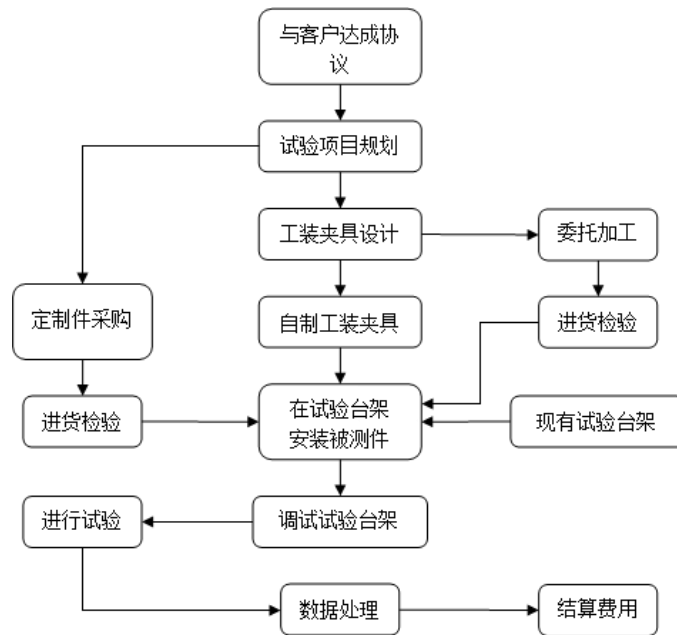 与客户达成协
议
试验项目规划
工装夹具设计
委托加工
定制件采购
自制工装夹具
进货检验
进货检验
在试验台架
安装被测件
现有试验台架
进行试验
调试试验台架
数据处理
结算费用